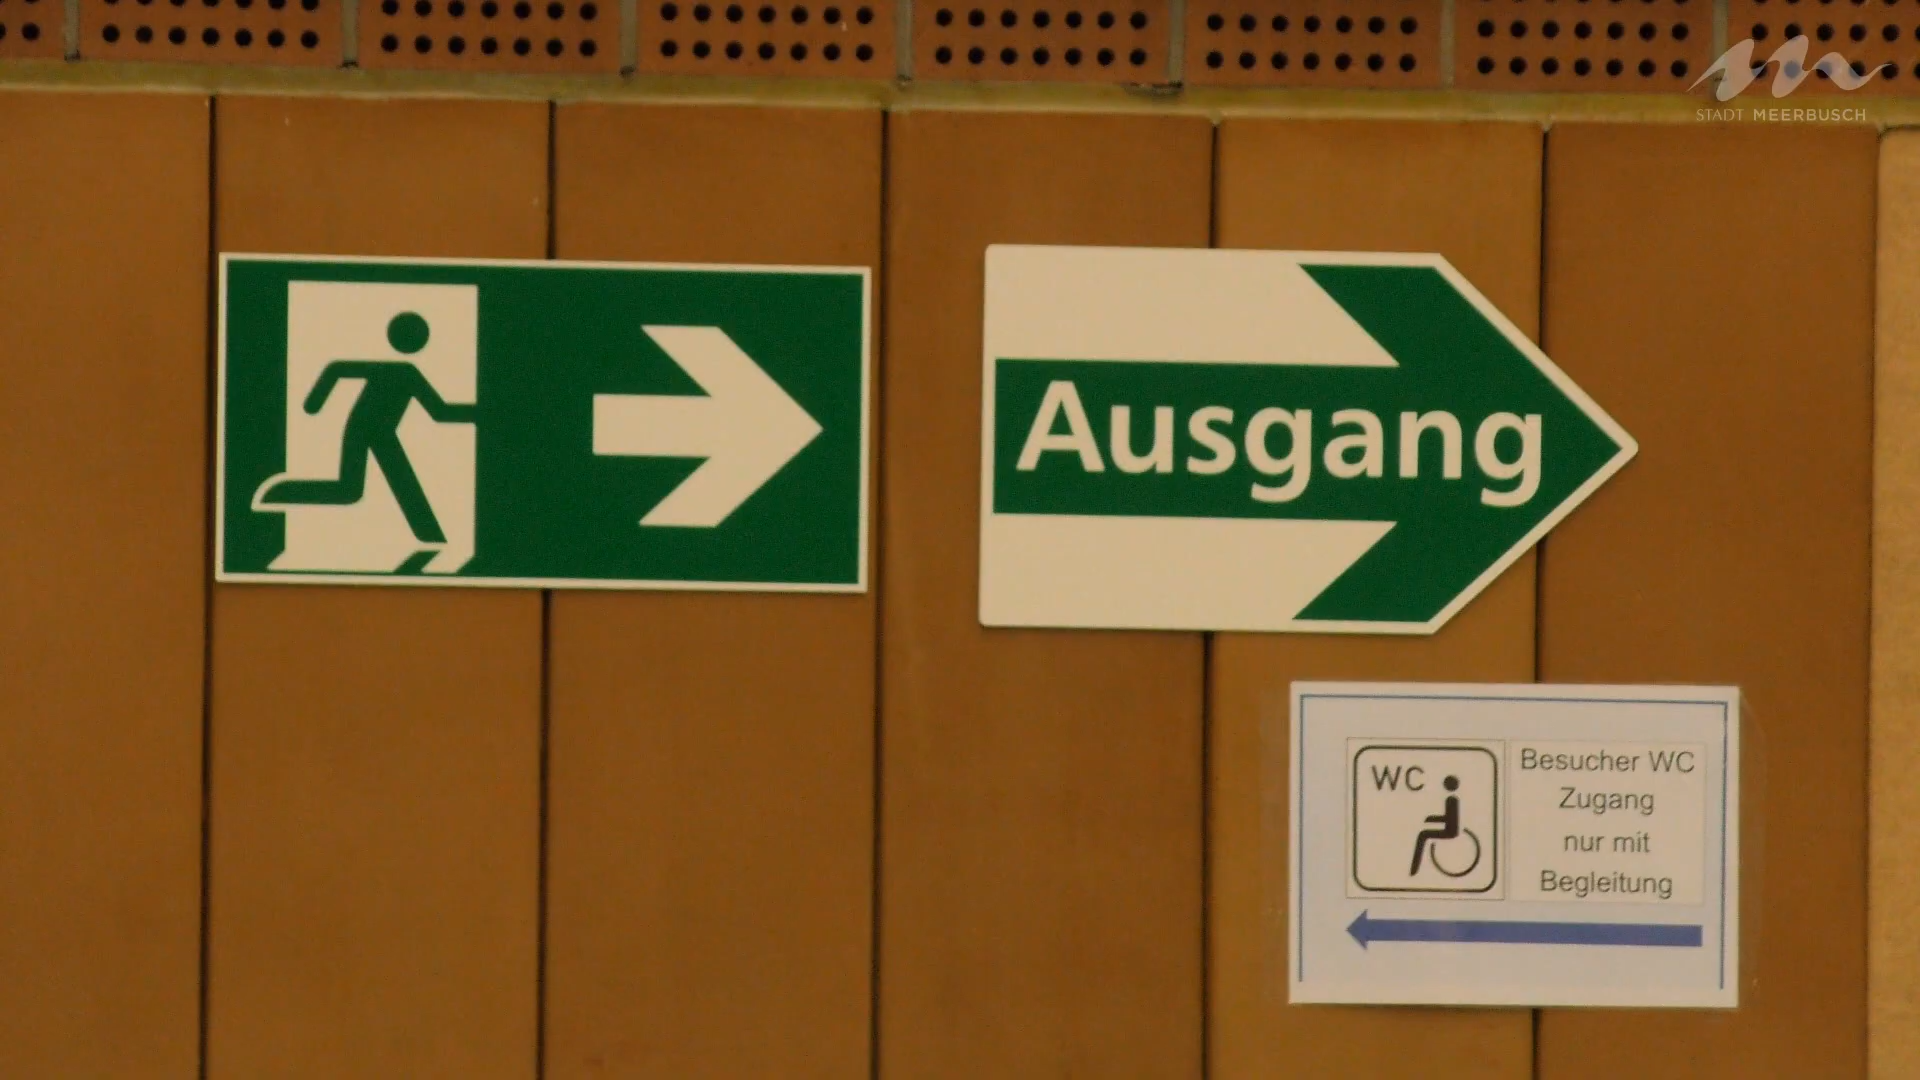 STADT MEERBUSCH
Ausgang
WC
Besucher WC
Zugang
nur mit
Begleitung